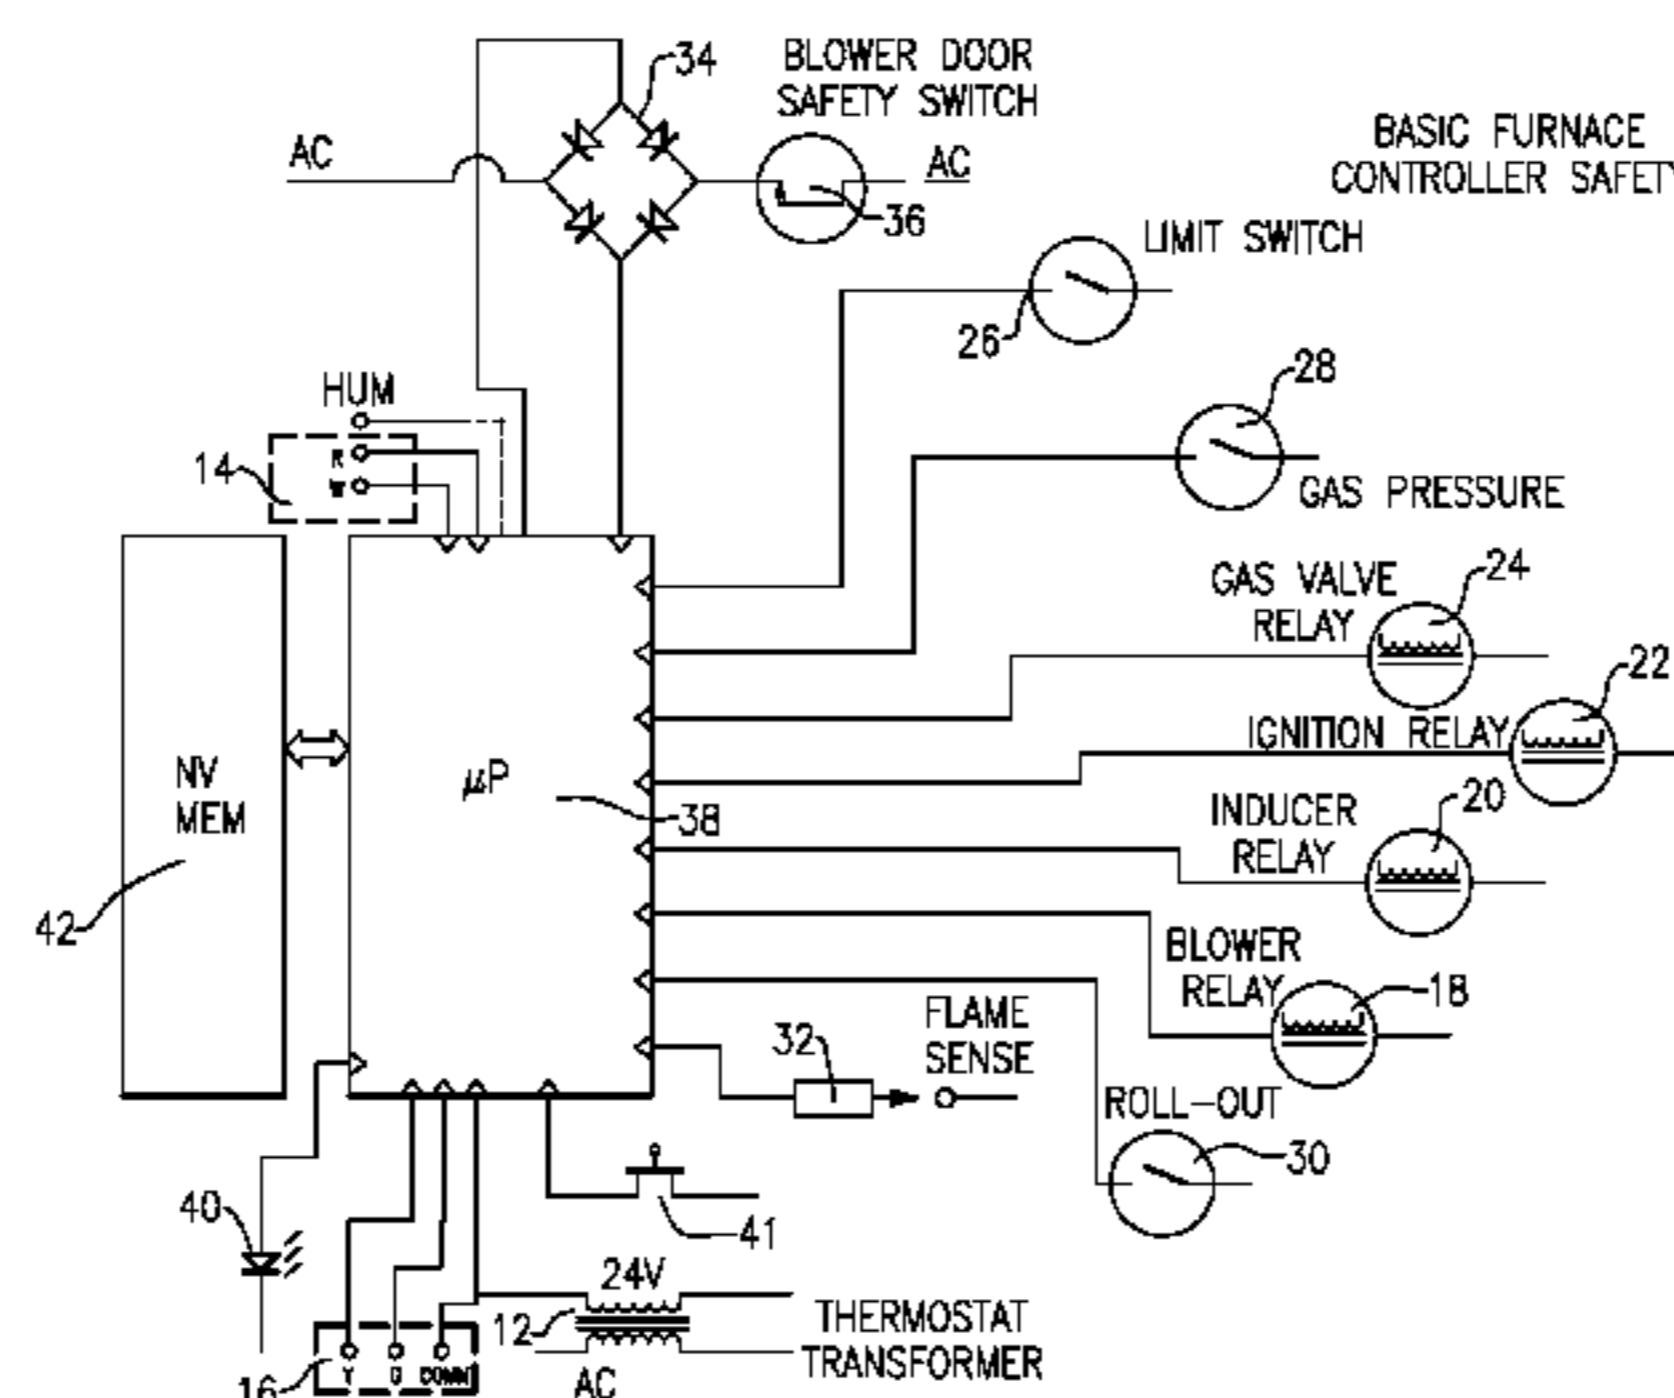 34
BLOWER DOOR
SAFETY SWITCH
AC
AC
36
BASIC FURNACE
CONTROLLER SAFETY
LIMIT SWITCH
26
28
GAS PRESSURE
HUM
R
W
14
GAS VALVE
RELAY
24
22
IGNITION RELAY
NV
MEM
μP
38
INDUCER
RELAY
20
42
BLOWER
RELAY
18
FLAME
SENSE
32
ROLL-OUT
30
40
41
24V
12
THERMOSTAT
TRANSFORMER
AC
16
Y
G
COMM